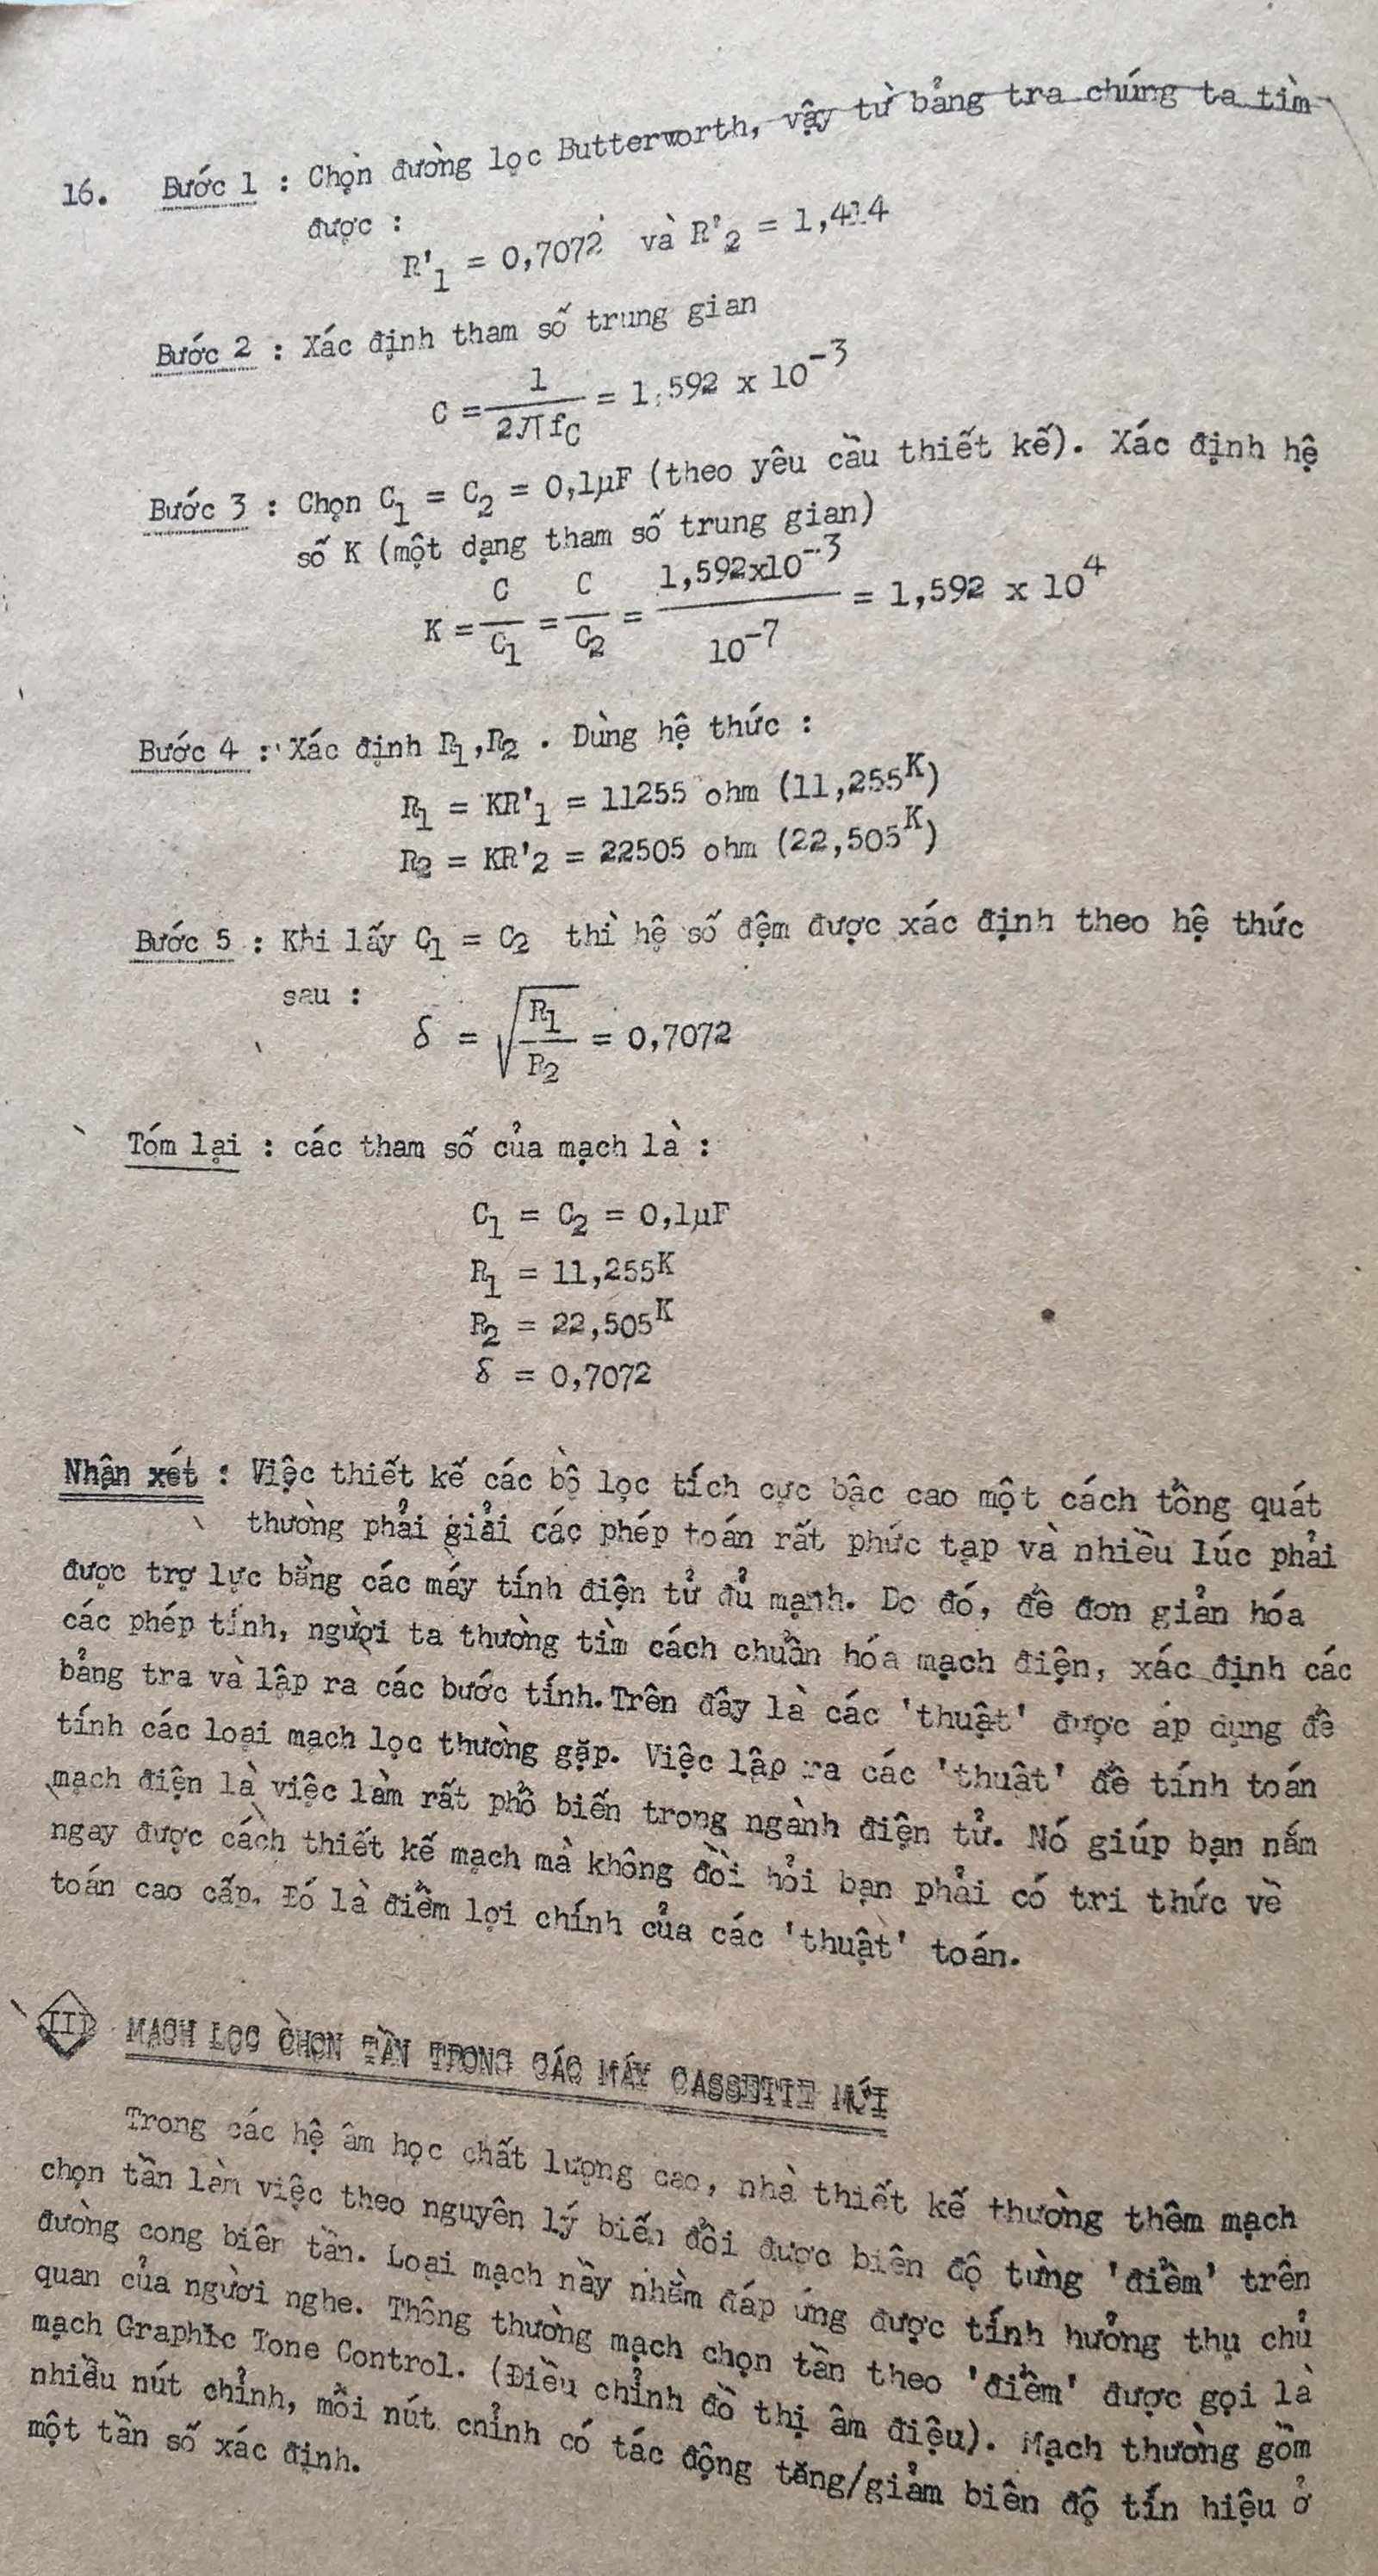 16. Bước 1 : Chọn đường lọc Butterworth, vậy từ bảng tra chúng ta tìm
được :
R'1 = 0,7072 và R'2 = 1,414
Bước 2 : Xác định tham số trung gian
C = 1 / 2πfC = 1,592 x 10^-3
Bước 3 : Chọn C1 = C2 = 0,1µF (theo yêu cầu thiết kế). Xác định hệ
số K (một dạng tham số trung gian)
K = C / C1 = C / C2 = 1,592x10^-3 / 10^-7 = 1,592 x 10^4
Bước 4 : Xác định R1,R2 . Dùng hệ thức :
R1 = KR'1 = 11255 ohm (11,255K)
R2 = KR'2 = 22505 ohm (22,505K)
Bước 5 : Khi lấy C1 = C2 thì hệ số đệm được xác định theo hệ thức
sau :
δ = √(R1 / R2) = 0,7072
Tóm lại : các tham số của mạch là :
C1 = C2 = 0,1µF
R1 = 11,255K
R2 = 22,505K
δ = 0,7072
Nhận xét : Việc thiết kế các bộ lọc tích cực bậc cao một cách tổng quát
thường phải giải các phép toán rất phức tạp và nhiều lúc phải
được trợ lực bằng các máy tính điện tử đủ mạnh. Do đó, để đơn giản hóa
các phép tính, người ta thường tìm cách chuẩn hóa mạch điện, xác định các
bảng tra và lập ra các bước tính. Trên đây là các 'thuật' được áp dụng để
tính các loại mạch lọc thường gặp. Việc lập ra các 'thuật' để tính toán
mạch điện là việc làm rất phổ biến trong ngành điện tử. Nó giúp bạn nắm
ngay được cách thiết kế mạch mà không đòi hỏi bạn phải có tri thức về
toán cao cấp. Đó là điểm lợi chính của các 'thuật' toán.
III MẠCH LỌC CHỌN TẦN TRONG CÁC MÁY CASSETTE MỚI
Trong các hệ âm học chất lượng cao, nhà thiết kế thường thêm mạch
chọn tần làm việc theo nguyên lý biến đổi được biên độ từng 'điểm' trên
đường cong biên tần. Loại mạch nầy nhằm đáp ứng được tính hưởng thụ chủ
quan của người nghe. Thông thường mạch chọn tần theo 'điểm' được gọi là
mạch Graphic Tone Control. (Điều chỉnh đồ thị âm điệu). Mạch thường gồm
nhiều nút chỉnh, mỗi nút chỉnh có tác động tăng/giảm biên độ tín hiệu ở
một tần số xác định.